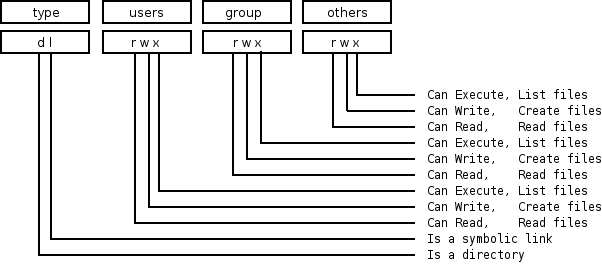 type users group others
d l r w x r w x r w x
Can Execute, List files
Can Write, Create files
Can Read, Read files
Can Execute, List files
Can Write, Create files
Can Read, Read files
Can Execute, List files
Can Write, Create files
Can Read, Read files
Is a symbolic link
Is a directory